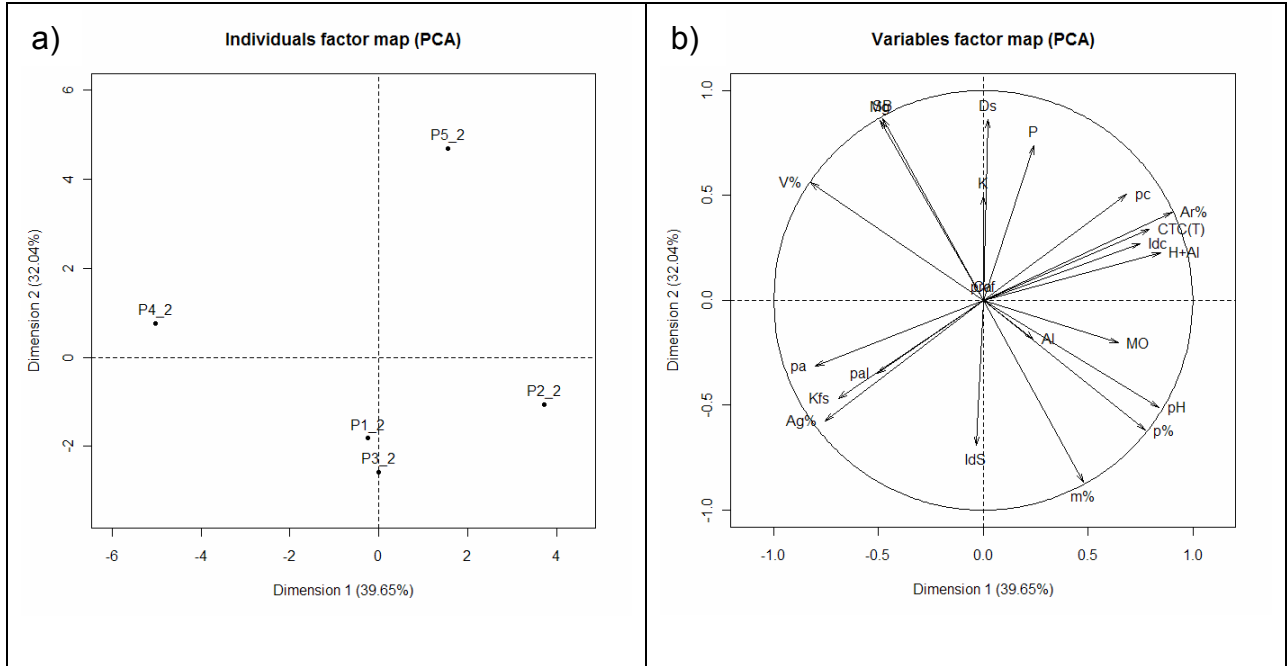 a)
Individuals factor map (PCA)
Dimension 2 (32.04%)
6
4
2
0
-2
P5_2
P4_2
P2_2
P1_2
P3_2
-6
-4
-2
0
2
4
Dimension 1 (39.65%)
b)
Variables factor map (PCA)
Dimension 2 (32.04%)
1.0
0.5
0.0
-0.5
-1.0
Mg
SB
Ds
P
V%
K
pc
Ar%
CTC(T)
Idc
H+Al
Al
MO
pa
pal
Kfs
Ag%
pH
p%
IdS
m%
-1.0
-0.5
0.0
0.5
1.0
Dimension 1 (39.65%)